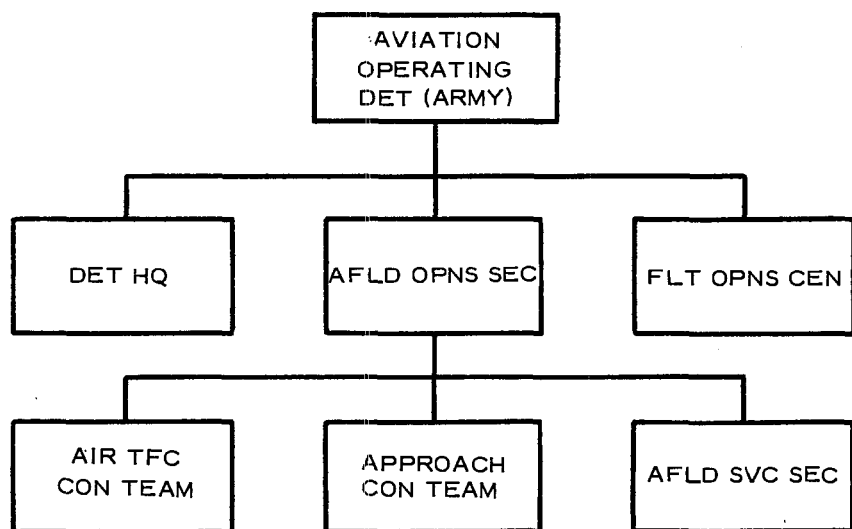 AVIATION
OPERATING
DET (ARMY)
DET HQ
AFLD OPNS SEC
FLT OPNS CEN
AIR TFC
CON TEAM
APPROACH
CON TEAM
AFLD SVC SEC